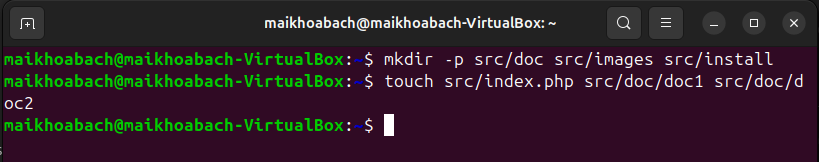 maikhoabach@maikhoabach-VirtualBox: ~
maikhoabach@maikhoabach-VirtualBox:~$ mkdir -p src/doc src/images src/install
maikhoabach@maikhoabach-VirtualBox:~$ touch src/index.php src/doc/doc1 src/doc/d
oc2
maikhoabach@maikhoabach-VirtualBox:~$